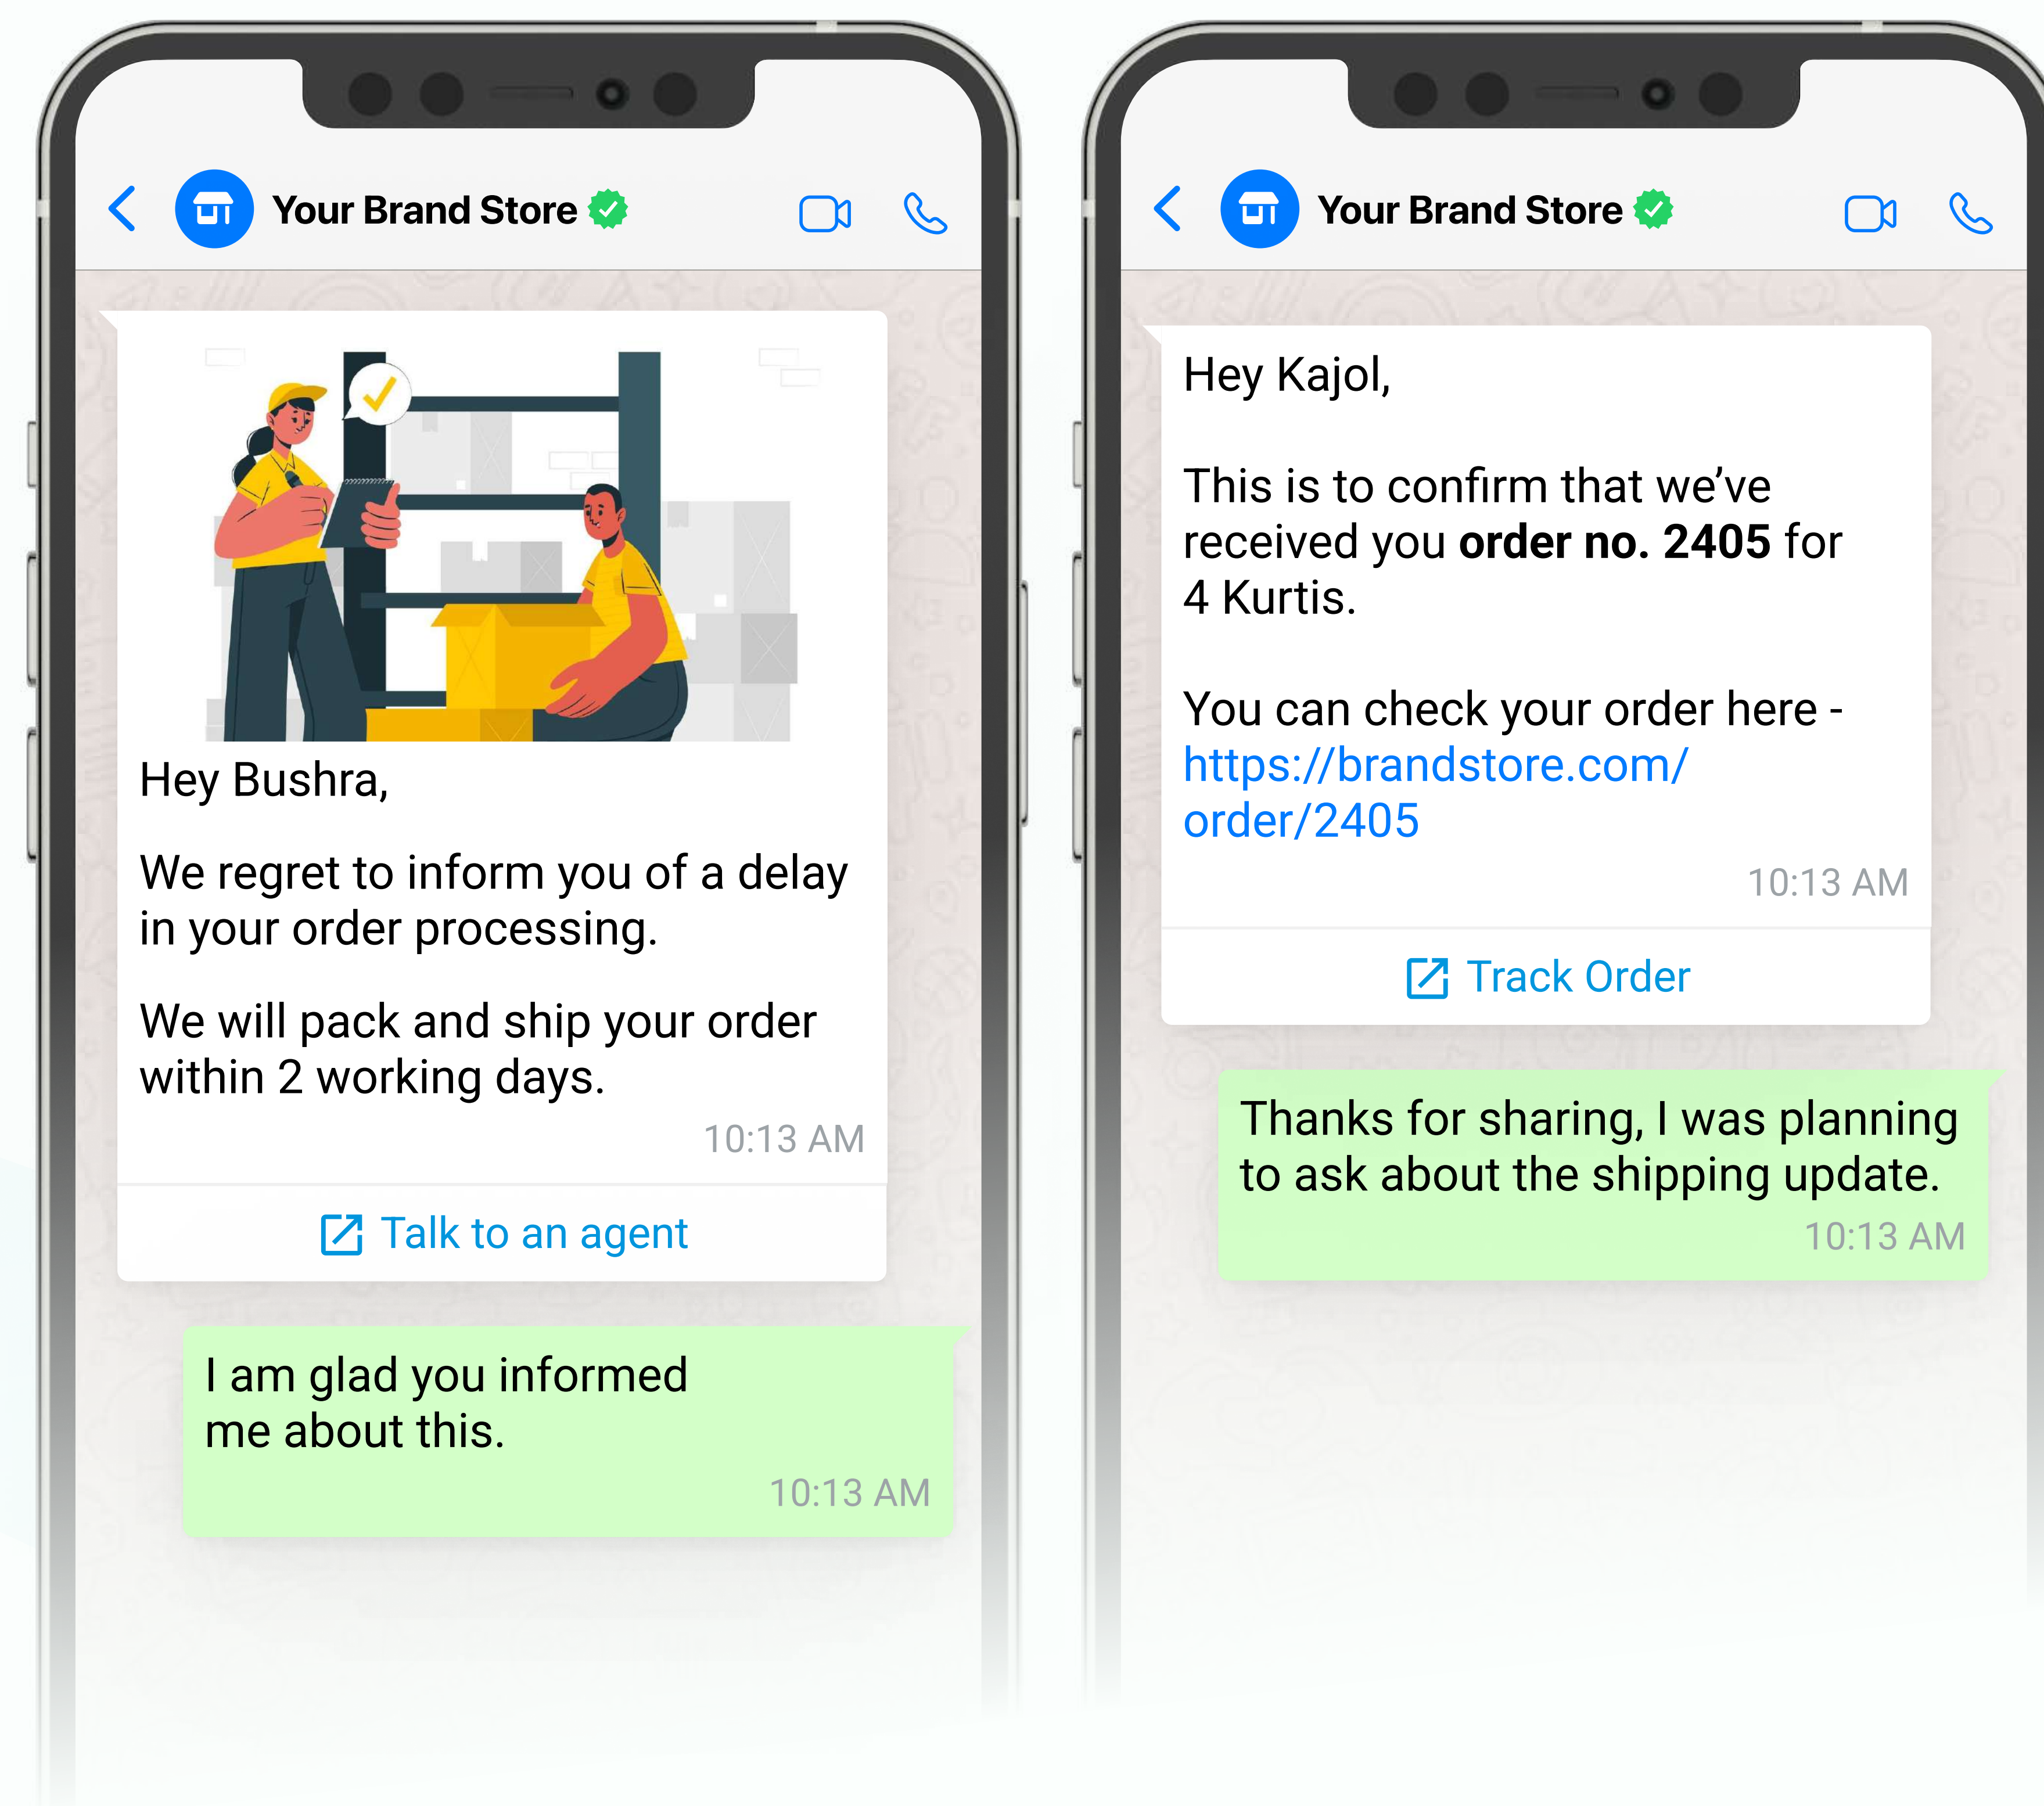 Your Brand Store
Hey Bushra,
We regret to inform you of a delay
in your order processing.
We will pack and ship your order
within 2 working days.
10:13 AM
Talk to an agent
I am glad you informed
me about this.
10:13 AM
Your Brand Store
Hey Kajol,
This is to confirm that we’ve
received you order no. 2405 for
4 Kurtis.
You can check your order here -
https://brandstore.com/
order/2405
10:13 AM
Track Order
Thanks for sharing, I was planning
to ask about the shipping update.
10:13 AM